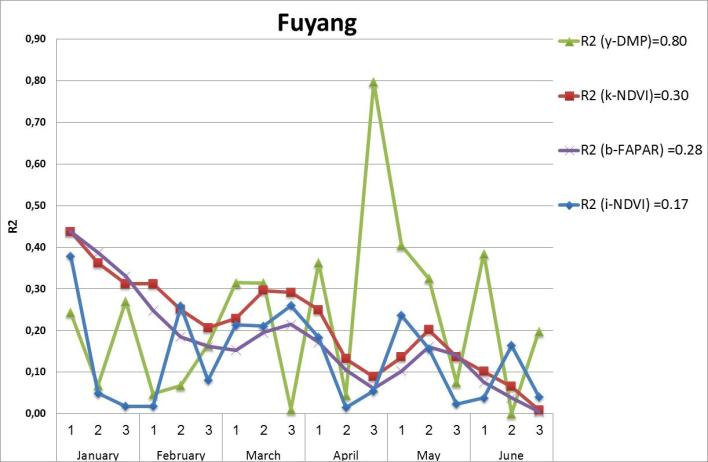 Fuyang
0,90
0,80
0,70
0,60
0,50
0,40
0,30
0,20
0,10
0,00
R2
1 2 3 1 2 3 1 2 3 1 2 3 1 2 3 1 2 3
January February March April May June
R2 (y-DMP)=0.80
R2 (k-NDVI)=0.30
R2 (b-FAPAR) =0.28
R2 (i-NDVI) =0.17